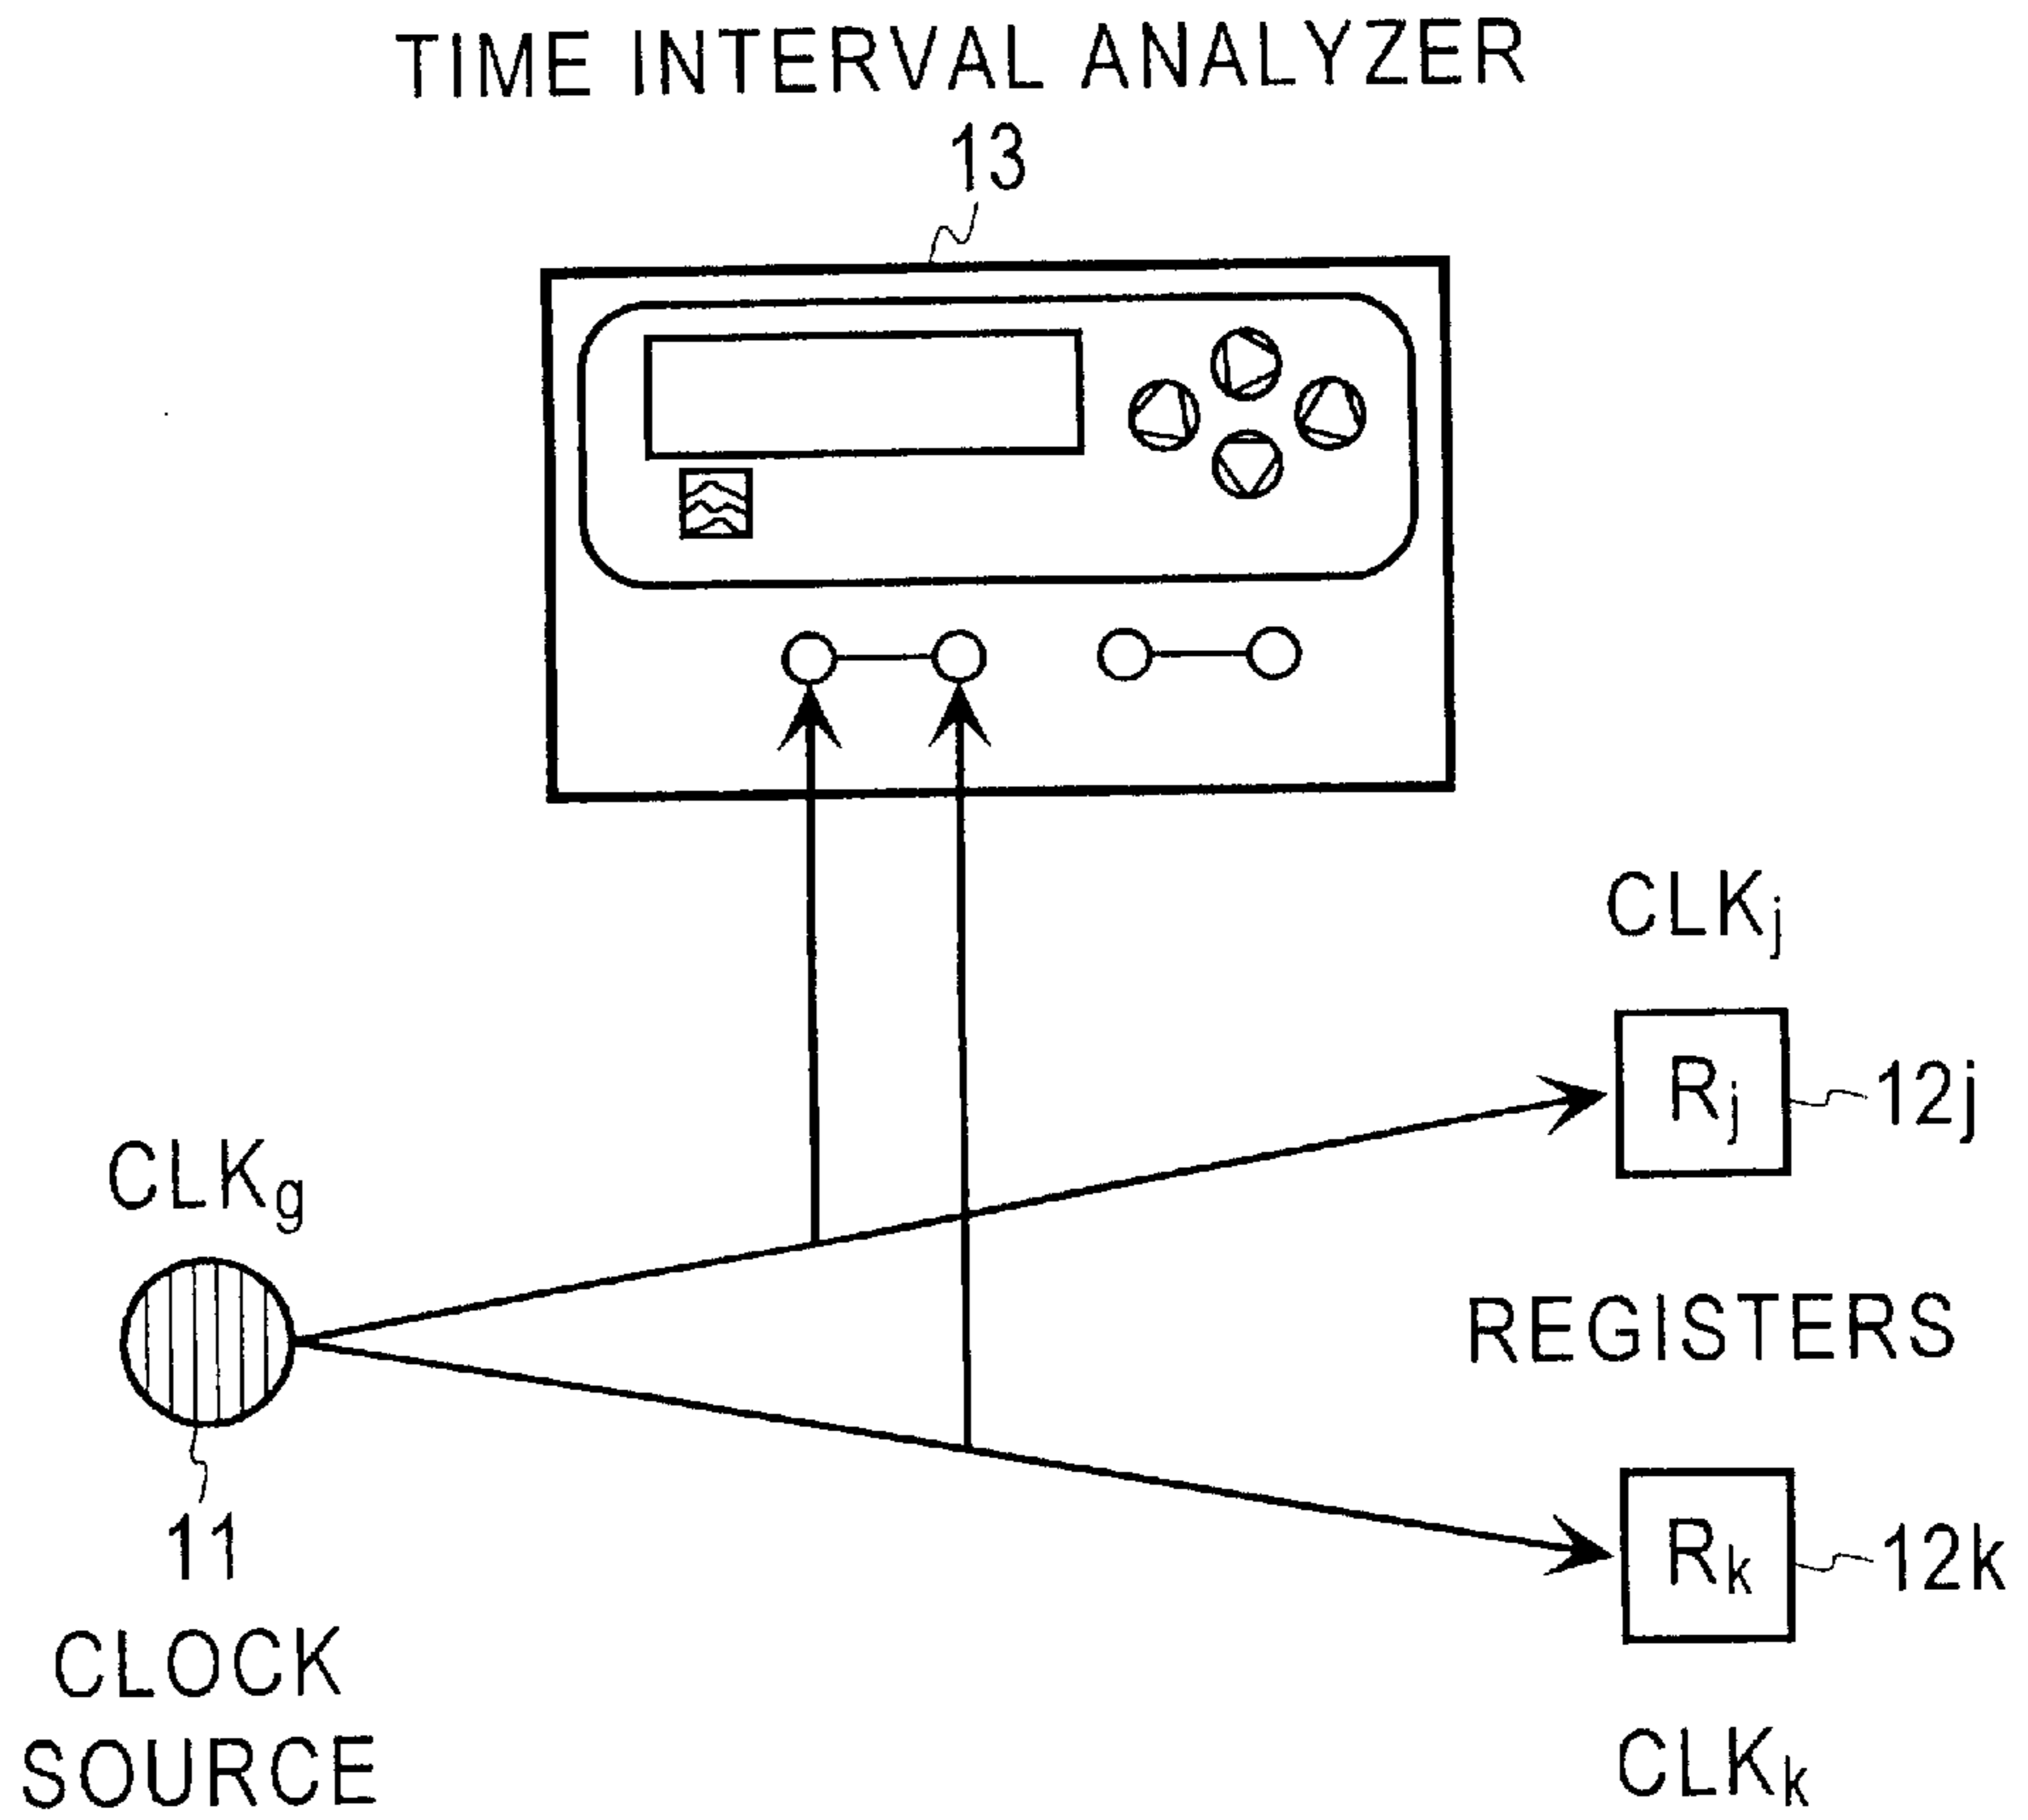 TIME INTERVAL ANALYZER
13
CLKj
Rj
12j
CLKg
REGISTERS
11
Rk
12k
CLOCK
SOURCE
CLKk